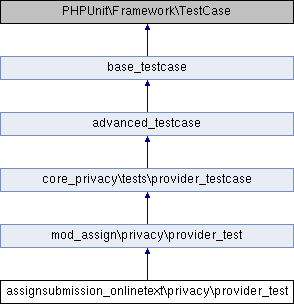 PHPUnit\Framework\TestCase
base_testcase
advanced_testcase
core_privacy\tests\provider_testcase
mod_assign\privacy\provider_test
assignsubmission_onlinetext\privacy\provider_test